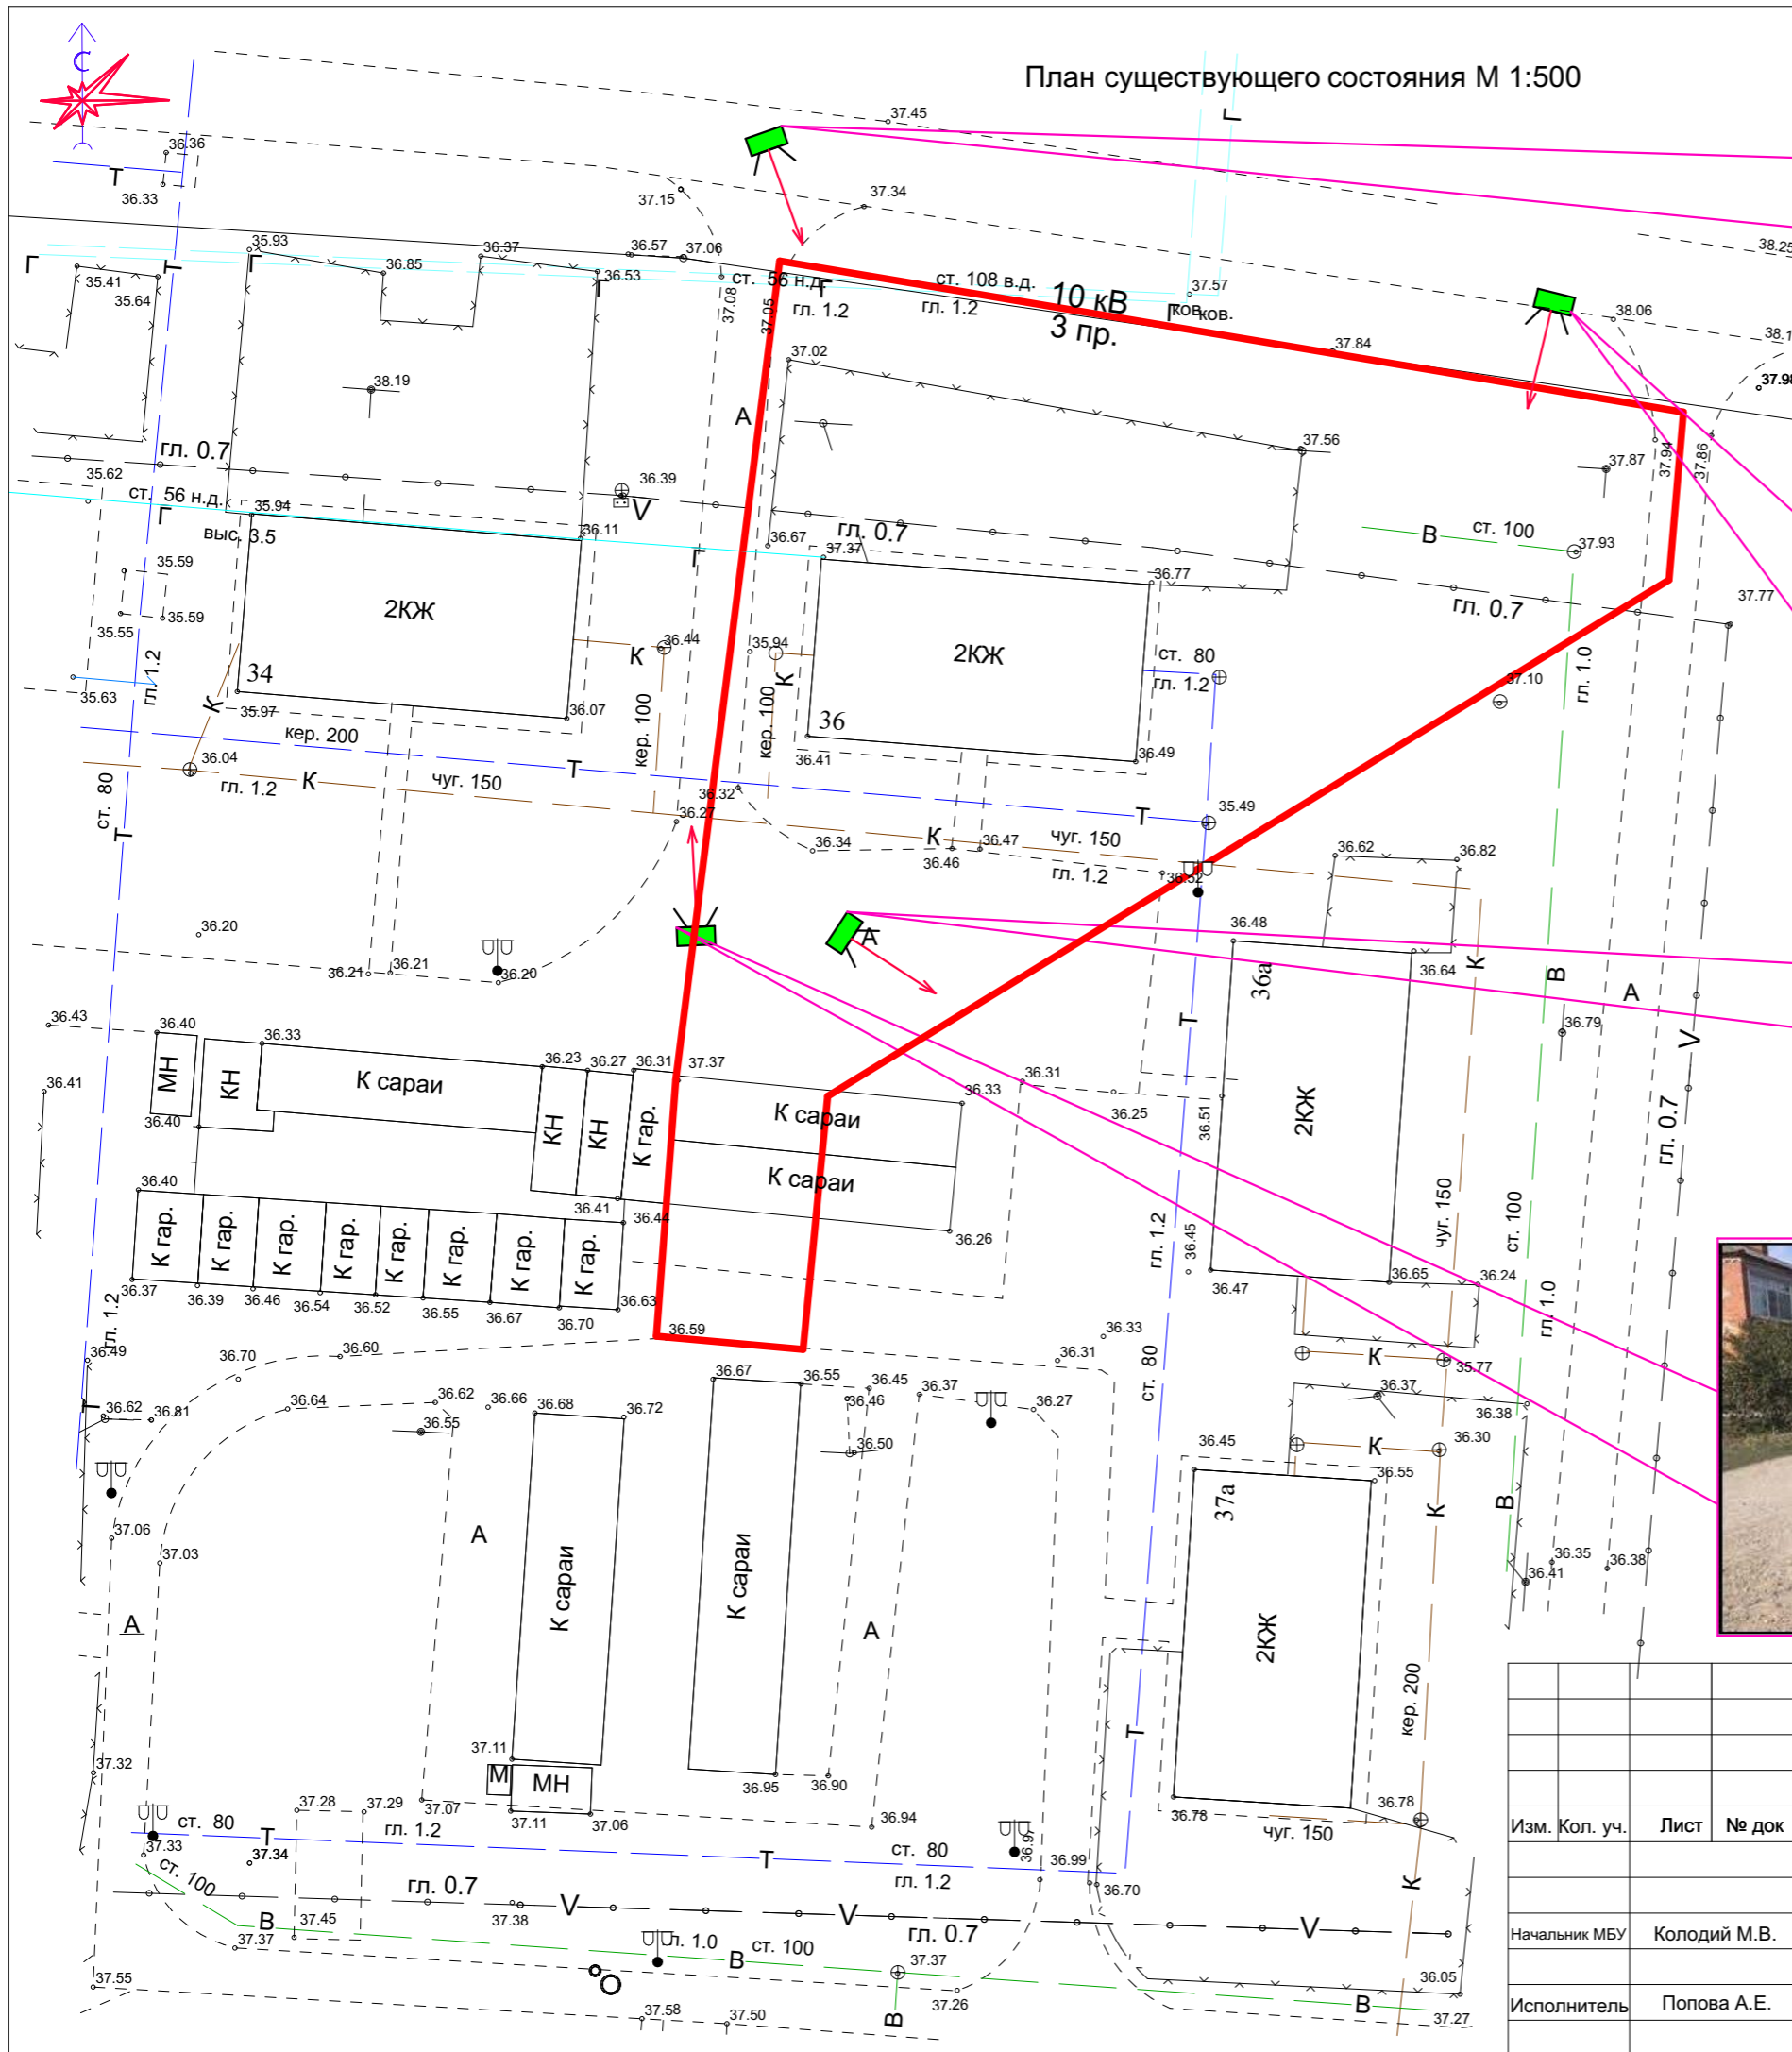 План существующего состояния М 1:500
С
37.45
Г
36.36
Т
36.33
37.15
37.34
38.25
35.93
36.37
36.57
37.06
Г
35.41
35.64
Т
Г
36.85
36.53
Г
37.08
37.05
ст. 56 н.д.
Г
гл. 1.2
ст. 108 в.д.
гл. 1.2
10 кВ
3 пр.
37.57
Г
ков.
ков.
38.06
38.1
37.84
37.98
37.02
38.19
А
37.56
37.94
37.86
37.87
гл. 0.7
35.62
ст. 56 н.д.
Г
выс. 3.5
35.94
36.39
V
36.11
Г
36.67
гл. 0.7
37.37
36.77
В
ст. 100
37.93
гл. 0.7
37.77
35.59
35.59
35.55
2КЖ
34
36.44
К
35.94
К
2КЖ
36
ст. 80
гл. 1.2
гл. 1.0
37.10
35.63
гл. 1.2
К
35.97
36.07
кер. 100
кер. 100
36.41
36.49
кер. 200
36.04
гл. 1.2
К
чуг. 150
Т
36.32
36.27
Т
35.49
ст. 80
Т
36.34
К
36.46
36.47
чуг. 150
гл. 1.2
36.52
36.62
36.82
36.20
36.21
36.21
36.20
А
36.48
36а
36.64
К
В
А
36.79
V
Т
36.43
36.40
36.33
36.23
36.27
36.31
37.37
36.33
36.31
36.25
36.51
36.41
МН
КН
К сараи
КН
КН
К гар.
К сараи
К сараи
2КЖ
гл. 0.7
36.40
36.40
36.41
36.44
36.26
гл. 1.2
36.45
чуг. 150
ст. 100
К гар.
К гар.
К гар.
К гар.
К гар.
К гар.
К гар.
К гар.
36.37
36.39
36.46
36.54
36.52
36.55
36.67
36.70
36.63
36.59
36.47
36.65
36.24
гл. 1.0
гл. 1.2
36.49
36.70
36.60
36.33
36.31
ст. 80
К
35.77
36.67
36.55
36.45
36.46
36.37
36.27
36.37
36.38
Т
36.62
36.81
36.64
36.62
36.55
36.66
36.68
36.72
36.50
36.45
К
36.30
36.55
37а
К
В
37.06
37.03
А
К сараи
К сараи
А
36.35
36.38
36.41
А
2КЖ
кер. 200
Т
37.32
37.11
М
МН
36.95
36.90
37.28
37.29
37.07
37.11
37.06
36.94
36.78
36.78
чуг. 150
37.33
ст. 80
Т
гл. 1.2
37.34
Т
ст. 80
гл. 1.2
36.97
36.99
36.70
К
ст. 100
гл. 0.7
В
37.45
37.38
V
V
гл. 0.7
V
37.37
л. 1.0
ст. 100
В
37.37
36.05
37.55
37.58
37.50
В
37.26
В
37.27
Изм. Кол. уч. Лист № док
Начальник МБУ Колодий М.В.
Исполнитель Попова А.Е.